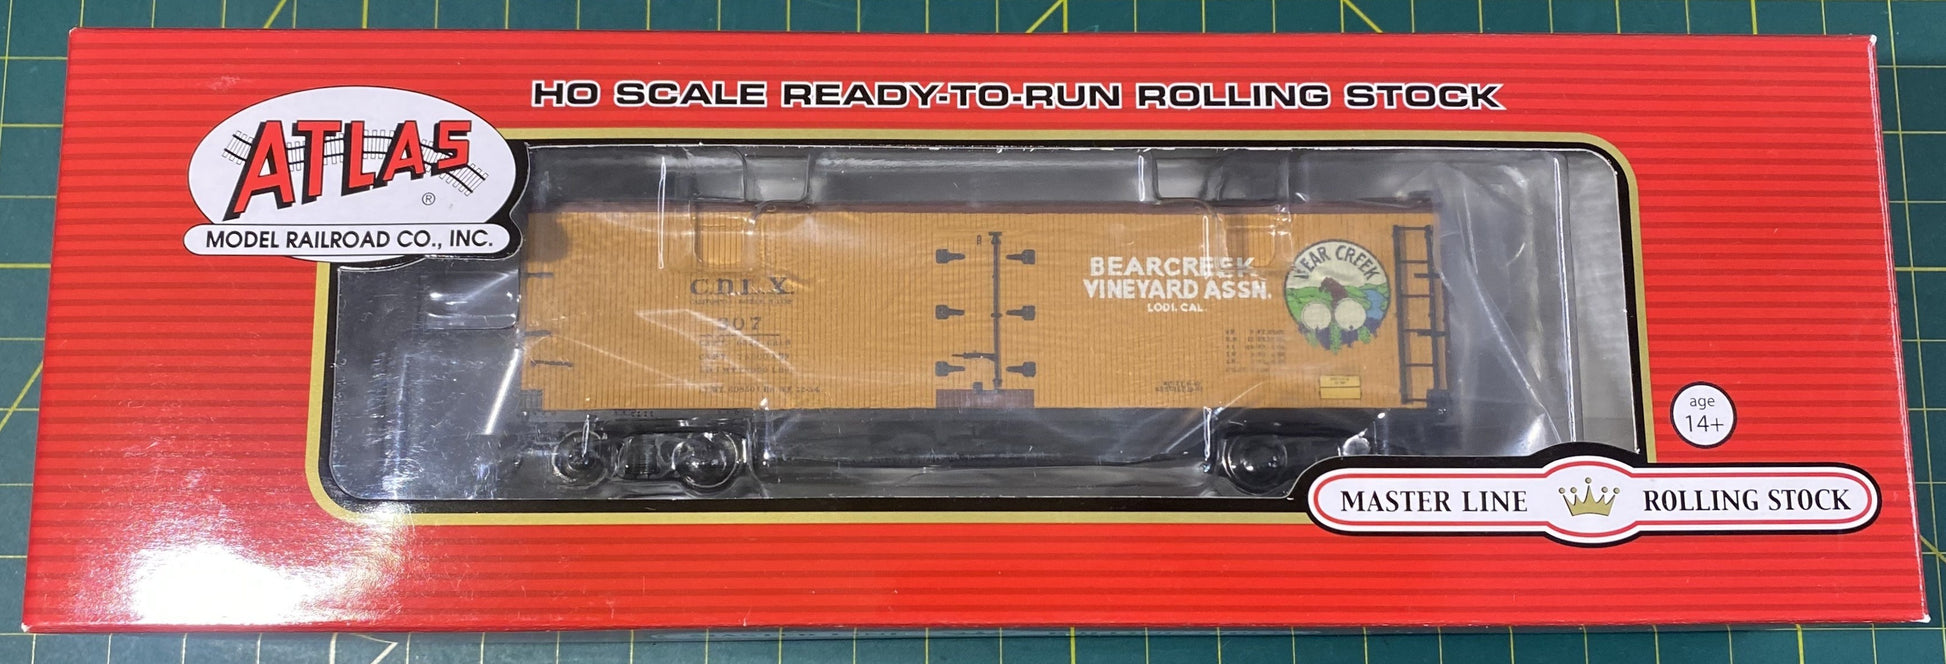 HO SCALE READY-TO-RUN ROLLING STOCK
ATLAS
®
MODEL RAILROAD CO., INC.
C.D.L.X.
307
BEARCREEK
VINEYARD ASSN.
LODI. CAL.
BEAR CREEK
age
14+
MASTER LINE ROLLING STOCK